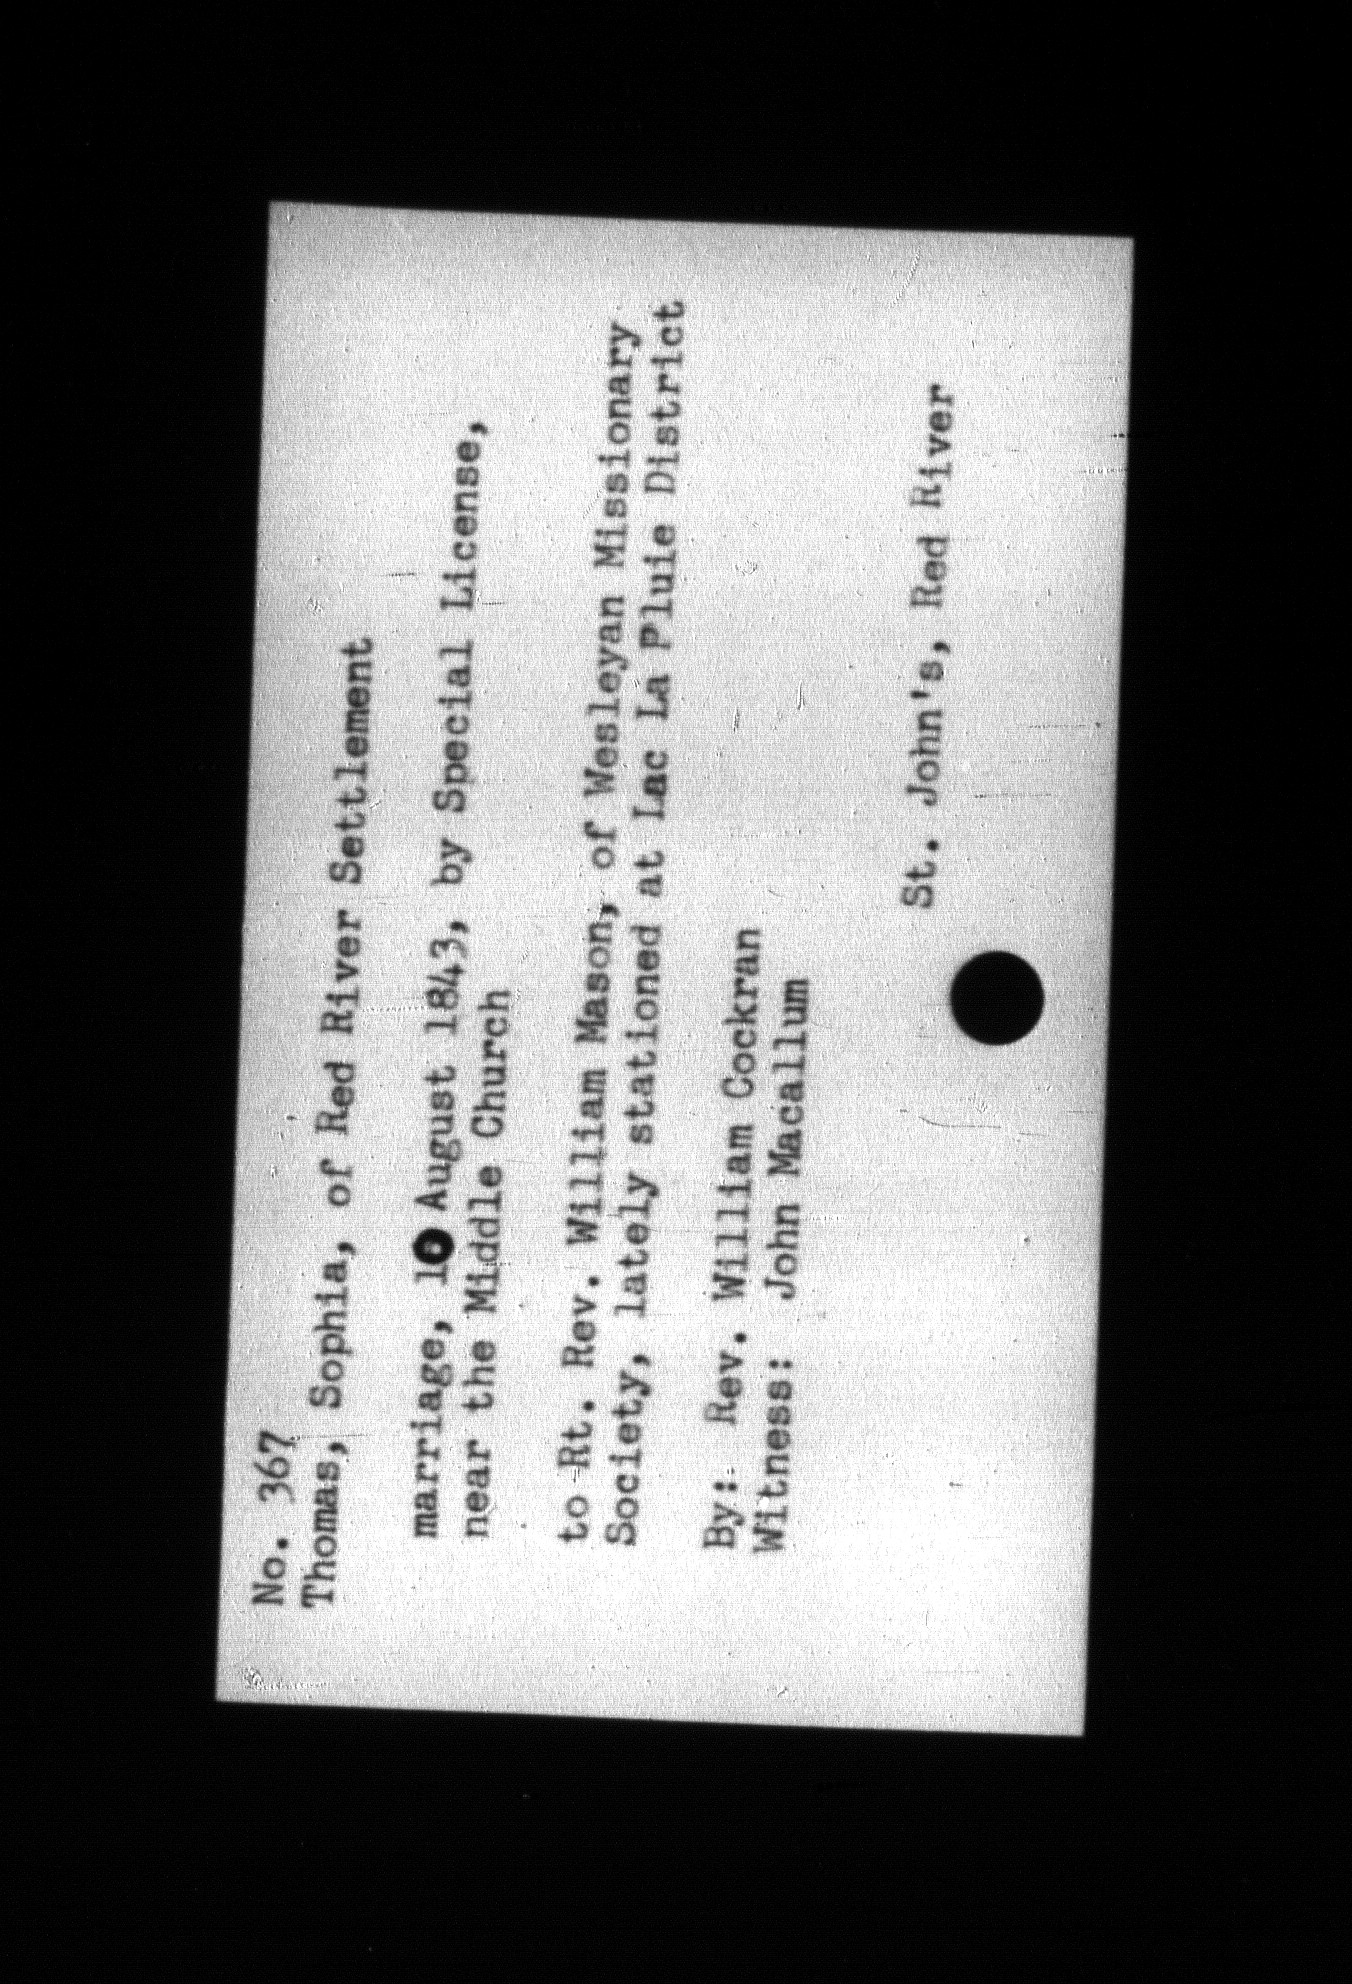 No. 367
Thomas, Sophia, of Red River Settlement
marriage, 10 August 1843, by Special License,
near the Middle Church
to Rt. Rev. William Mason, of Wesleyan Missionary
Society, lately stationed at Lac La Pluie District
By: Rev. William Cockran
Witness: John Macallum
St. John's, Red River